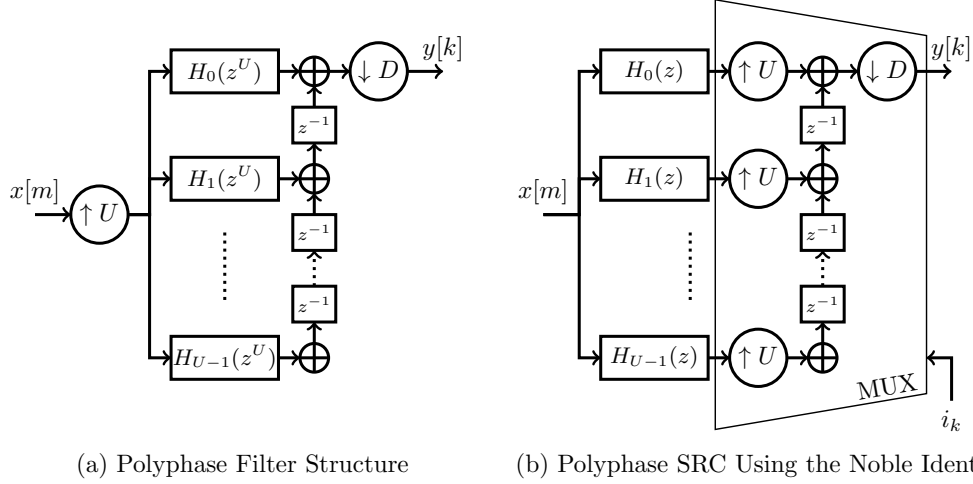 x[m]
↑ U
H_0(z^U)
H_1(z^U)
H_{U-1}(z^U)
z^{-1}
z^{-1}
z^{-1}
↓ D
y[k]
(a) Polyphase Filter Structure
x[m]
H_0(z)
H_1(z)
H_{U-1}(z)
↑ U
↑ U
↑ U
z^{-1}
z^{-1}
z^{-1}
↓ D
y[k]
MUX
i_k
(b) Polyphase SRC Using the Noble Ident